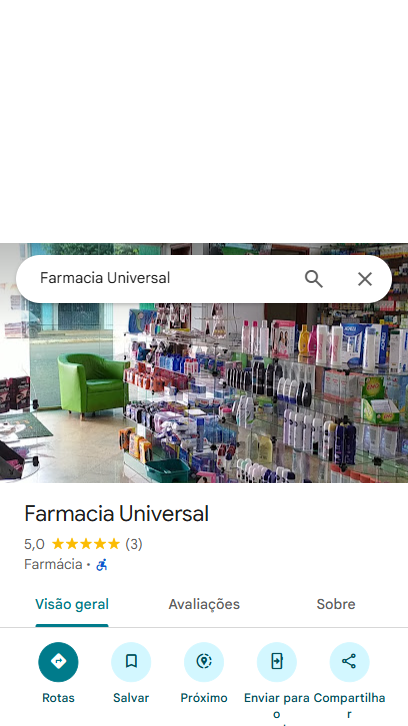 Farmacia Universal
Farmacia Universal
5,0 (3)
Farmácia ·
Visão geral Avaliações Sobre
Rotas Salvar Próximo Enviar para o Compartilhar